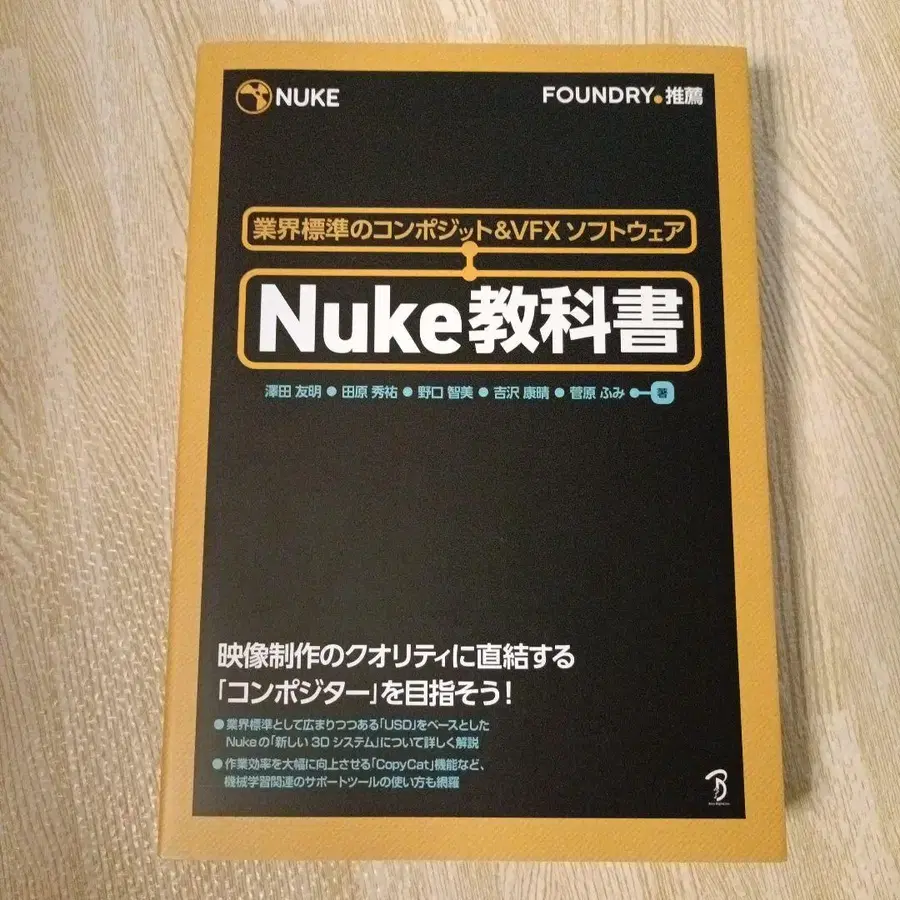 NUKE
FOUNDRY.推薦
業界標準のコンポジット&VFX ソフトウェア
Nuke教科書
澤田 友明 ● 田原 秀祐 ● 野口 智美 ● 吉沢 康晴 ● 菅原 ふみ 著
映像制作のクオリティに直結する
「コンポジター」を目指そう!
● 業界標準として広まりつつある「USD」をベースとした
Nukeの「新しい3Dシステム」について詳しく解説
● 作業効率を大幅に向上させる「CopyCat」機能など、
機械学習関連のサポートツールの使い方も網羅